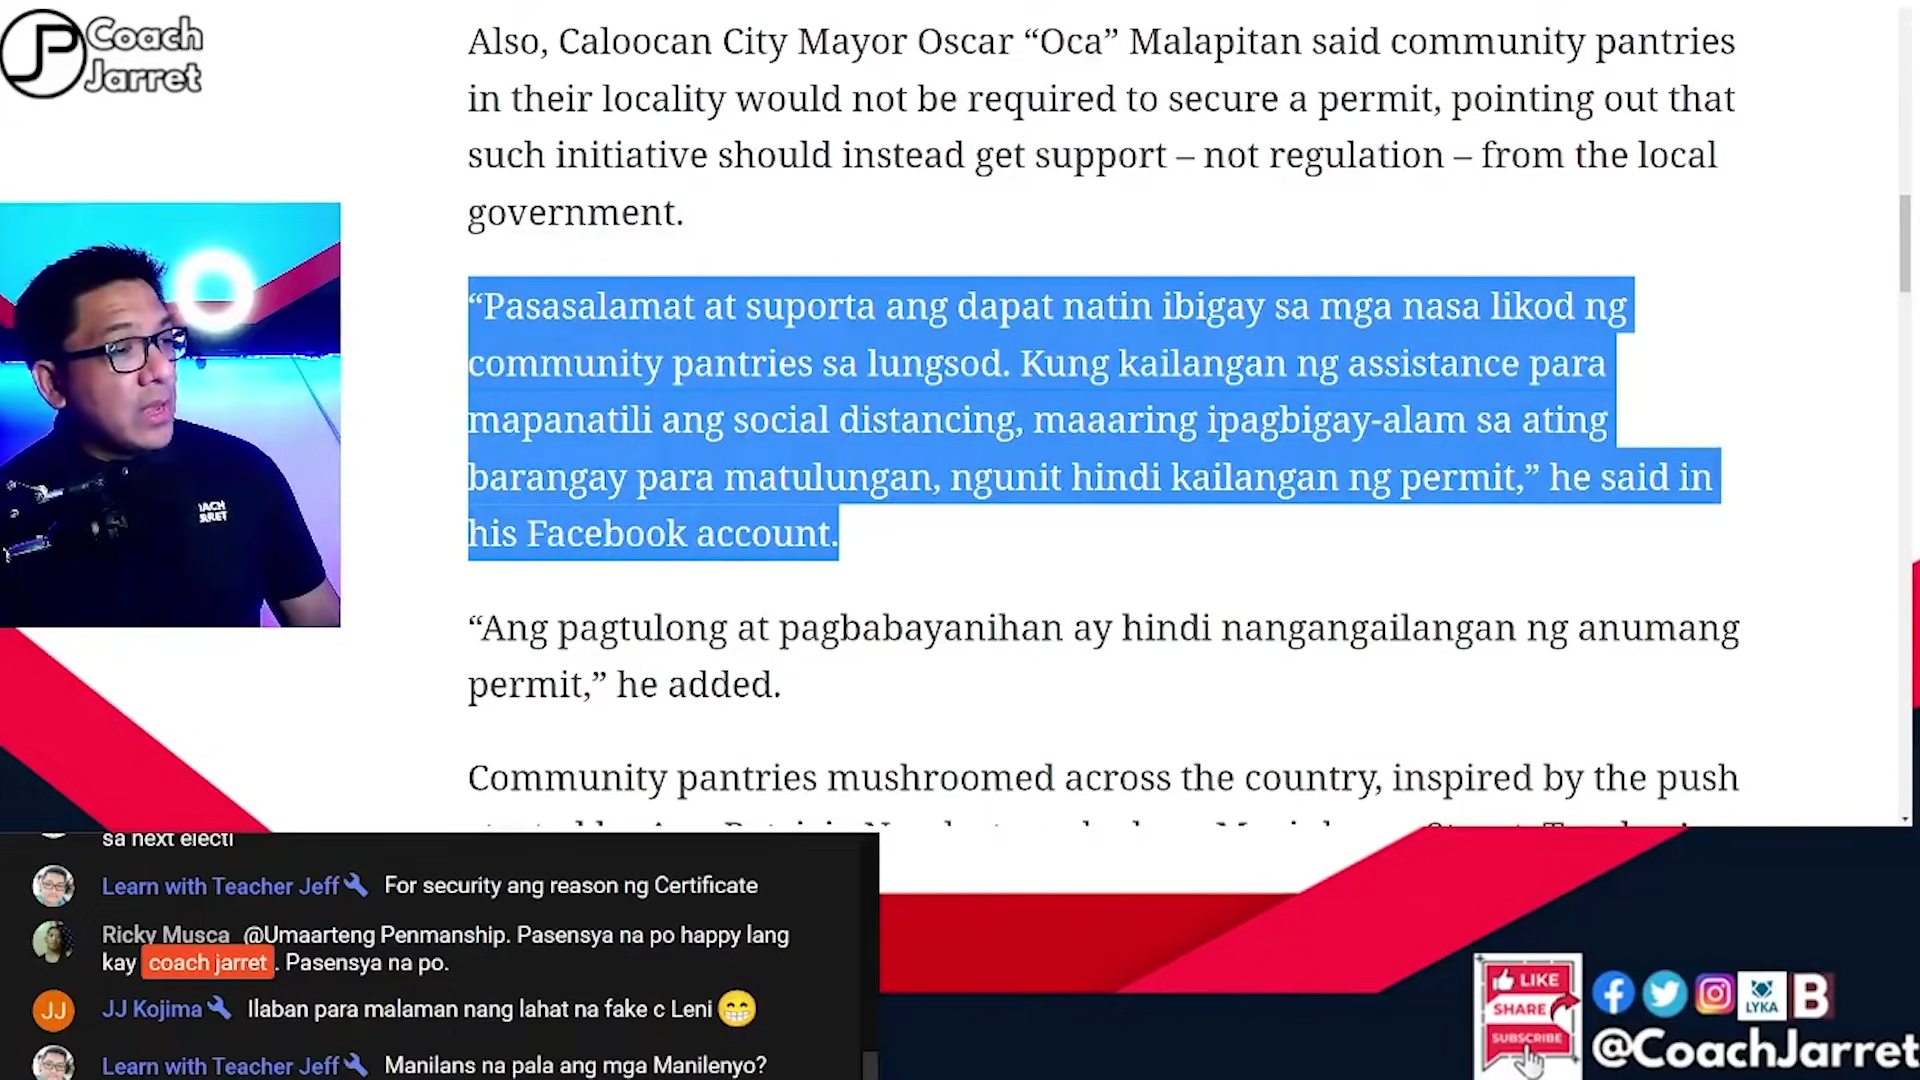 Coach
Jarret
Also, Caloocan City Mayor Oscar “Oca” Malapitan said community pantries
in their locality would not be required to secure a permit, pointing out that
such initiative should instead get support – not regulation – from the local
government.
“Pasasalamat at suporta ang dapat natin ibigay sa mga nasa likod ng
community pantries sa lungsod. Kung kailangan ng assistance para
mapanatili ang social distancing, maaaring ipagbigay-alam sa ating
barangay para matulungan, ngunit hindi kailangan ng permit,” he said in
his Facebook account.
“Ang pagtulong at pagbabayanihan ay hindi nangangailangan ng anumang
permit,” he added.
Community pantries mushroomed across the country, inspired by the push
sa next electi
Learn with Teacher Jeff For security ang reason ng Certificate
Ricky Musca @Umaarteng Penmanship. Pasensya na po happy lang
kay coach jarret. Pasensya na po.
JJ
JJ Kojima Ilaban para malaman nang lahat na fake c Leni
Learn with Teacher Jeff Manilans na pala ang mga Manilenyo?
LIKE
SHARE
SUBSCRIBE
LYKA
B
@CoachJarret